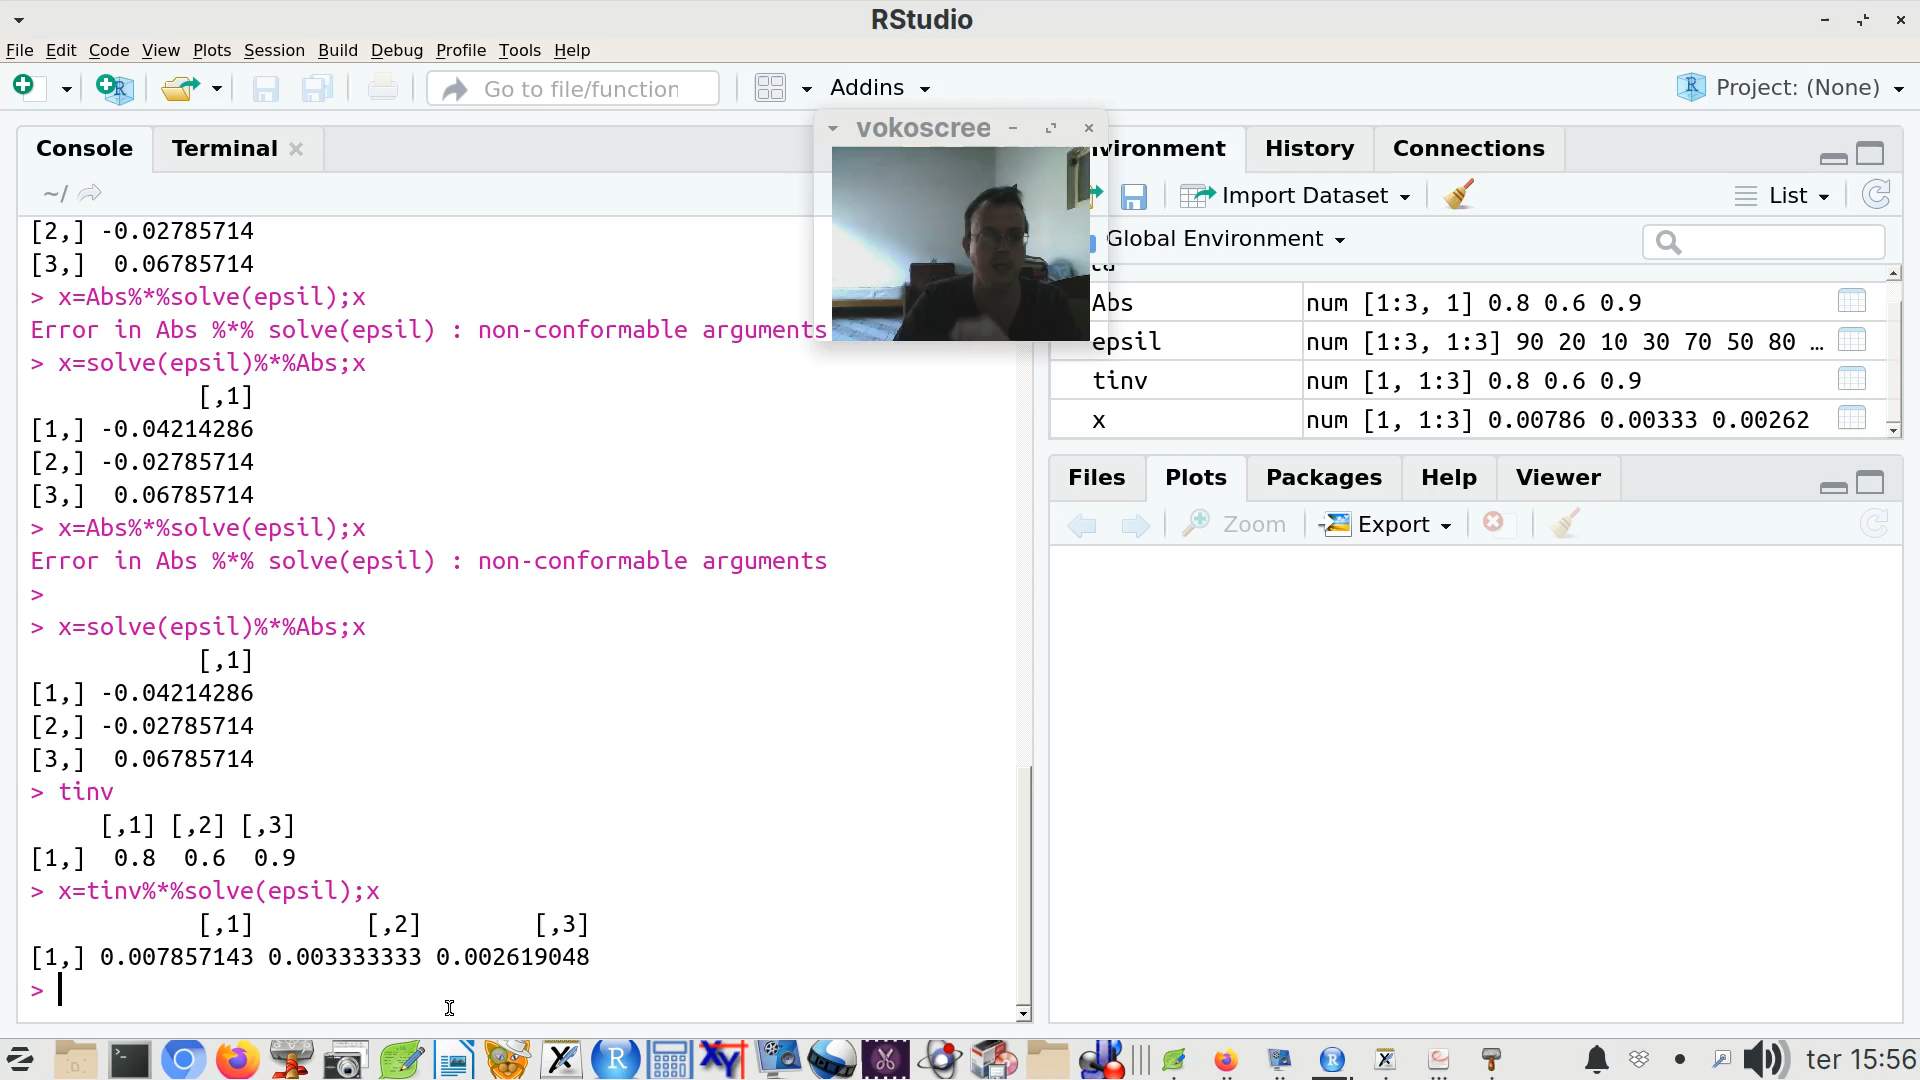 RStudio
File Edit Code View Plots Session Build Debug Profile Tools Help
Go to file/function
Addins
Project: (None)
vokoscree
Console
Terminal
vironment
History
Connections
~/
Import Dataset
List
Global Environment
[2,] -0.02785714
[3,]  0.06785714
> x=Abs%*%solve(epsil);x
Error in Abs %*% solve(epsil) : non-conformable arguments
> x=solve(epsil)%*%Abs;x
[,1]
[1,] -0.04214286
[2,] -0.02785714
[3,]  0.06785714
> x=Abs%*%solve(epsil);x
Error in Abs %*% solve(epsil) : non-conformable arguments
>
> x=solve(epsil)%*%Abs;x
[,1]
[1,] -0.04214286
[2,] -0.02785714
[3,]  0.06785714
> tinv
[,1] [,2] [,3]
[1,]  0.8  0.6  0.9
> x=tinv%*%solve(epsil);x
[,1] [,2] [,3]
[1,] 0.007857143 0.003333333 0.002619048
>
Abs num [1:3, 1] 0.8 0.6 0.9
epsil num [1:3, 1:3] 90 20 10 30 70 50 80 …
tinv num [1, 1:3] 0.8 0.6 0.9
x num [1, 1:3] 0.00786 0.00333 0.00262
Files
Plots
Packages
Help
Viewer
Zoom
Export
ter 15:56